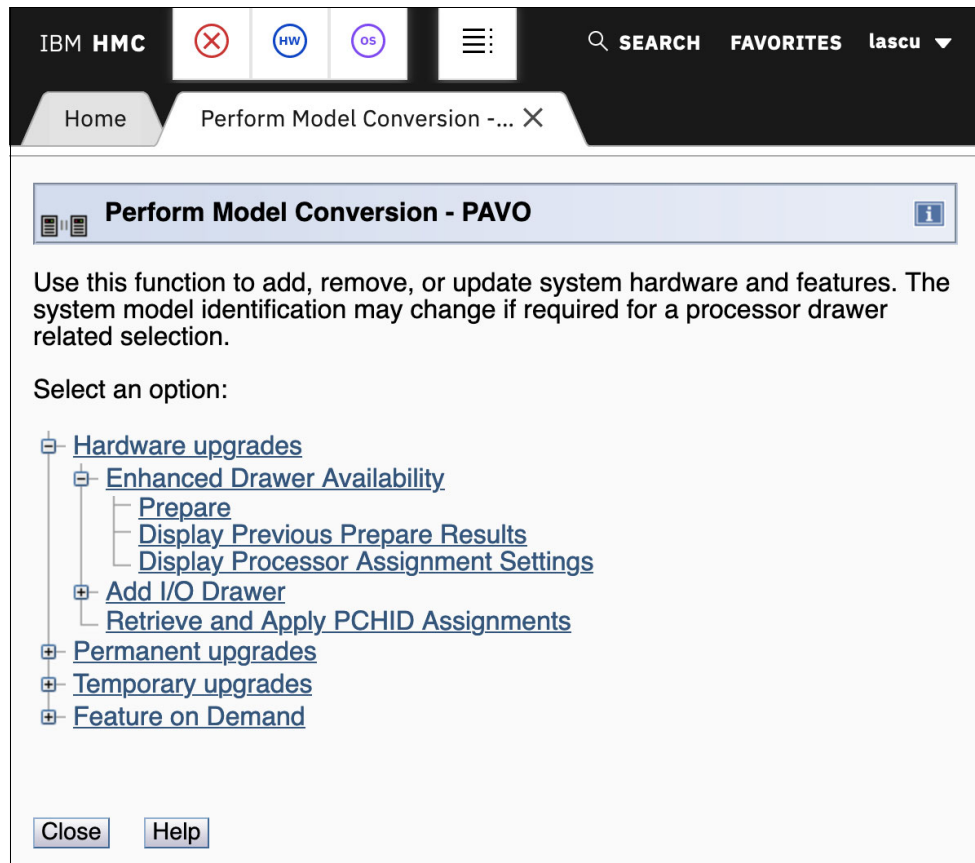 IBM HMC HW OS SEARCH FAVORITES lascu
Home Perform Model Conversion -...
Perform Model Conversion - PAVO i
Use this function to add, remove, or update system hardware and features. The
system model identification may change if required for a processor drawer
related selection.
Select an option:
Hardware upgrades
Enhanced Drawer Availability
Prepare
Display Previous Prepare Results
Display Processor Assignment Settings
Add I/O Drawer
Retrieve and Apply PCHID Assignments
Permanent upgrades
Temporary upgrades
Feature on Demand
Close Help